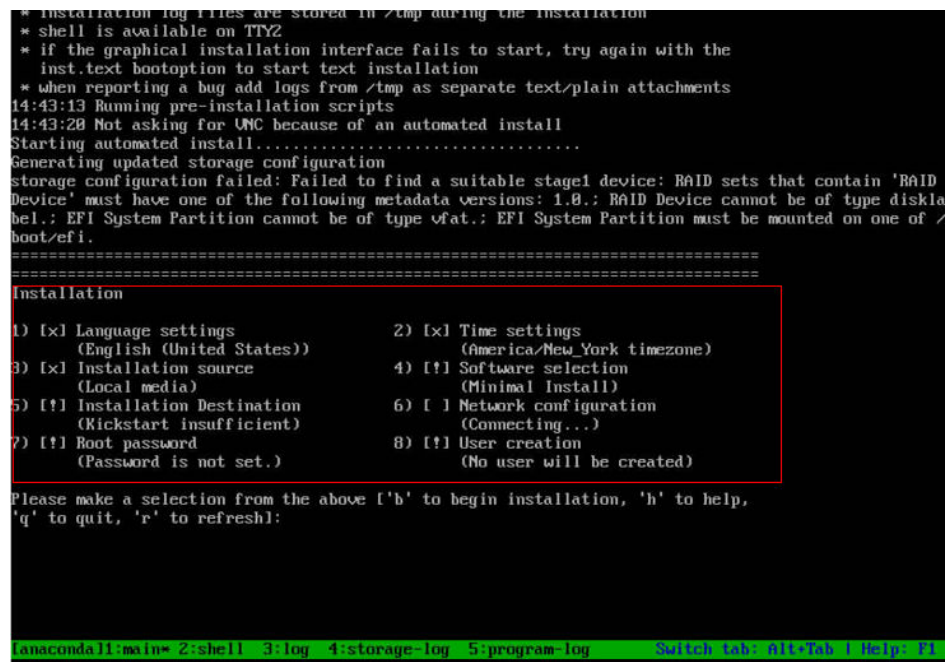 * installation log files are stored in /tmp during the installation
* shell is available on TTY2
* if the graphical installation interface fails to start, try again with the
inst.text bootoption to start text installation
* when reporting a bug add logs from /tmp as separate text/plain attachments
14:43:13 Running pre-installation scripts
14:43:20 Not asking for VNC because of an automated install
Starting automated install...................................
Generating updated storage configuration
storage configuration failed: Failed to find a suitable stage1 device: RAID sets that contain 'RAID
Device' must have one of the following metadata versions: 1.0.; RAID Device cannot be of type diskla
bel.; EFI System Partition cannot be of type vfat.; EFI System Partition must be mounted on one of /
boot/efi.
================================================================================
================================================================================
Installation
1) [x] Language settings 2) [x] Time settings
(English (United States)) (America/New_York timezone)
3) [x] Installation source 4) [!] Software selection
(Local media) (Minimal Install)
5) [!] Installation Destination 6) [ ] Network configuration
(Kickstart insufficient) (Connecting...)
7) [!] Root password 8) [!] User creation
(Password is not set.) (No user will be created)
Please make a selection from the above ['b' to begin installation, 'h' to help,
'q' to quit, 'r' to refresh]:
[anaconda]1:main* 2:shell 3:log 4:storage-log 5:program-log Switch tab: Alt+Tab | Help: F1